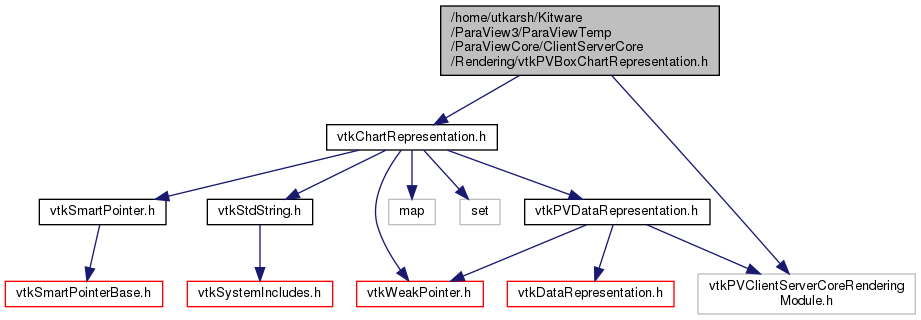 /home/utkarsh/Kitware
/ParaView3/ParaViewTemp
/ParaViewCore/ClientServerCore
/Rendering/vtkPVBoxChartRepresentation.h
vtkChartRepresentation.h
vtkSmartPointer.h
vtkStdString.h
map
set
vtkPVDataRepresentation.h
vtkSmartPointerBase.h
vtkSystemIncludes.h
vtkWeakPointer.h
vtkDataRepresentation.h
vtkPVClientServerCoreRendering
Module.h